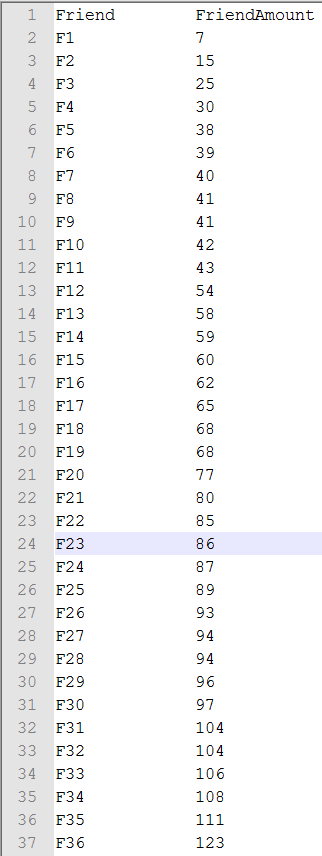 1 Friend FriendAmount
2 F1 7
3 F2 15
4 F3 25
5 F4 30
6 F5 38
7 F6 39
8 F7 40
9 F8 41
10 F9 41
11 F10 42
12 F11 43
13 F12 54
14 F13 58
15 F14 59
16 F15 60
17 F16 62
18 F17 65
19 F18 68
20 F19 68
21 F20 77
22 F21 80
23 F22 85
24 F23 86
25 F24 87
26 F25 89
27 F26 93
28 F27 94
29 F28 94
30 F29 96
31 F30 97
32 F31 104
33 F32 104
34 F33 106
35 F34 108
36 F35 111
37 F36 123